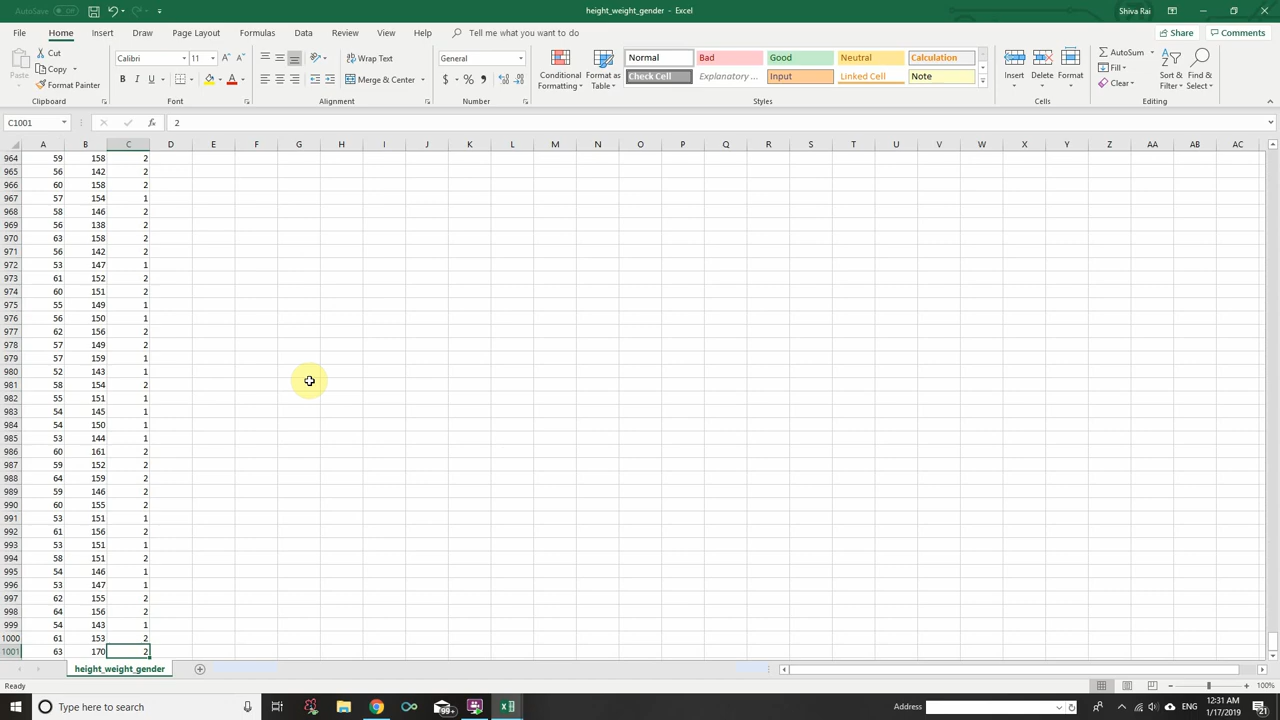 AutoSave Off height_weight_gender - Excel Shiva Rai
File Home Insert Draw Page Layout Formulas Data Review View Help Tell me what you want to do Share Comments
Paste Cut Copy Format Painter Clipboard
Calibri 11 B I U Font
Wrap Text Merge & Center Alignment
General $ % , Number
Conditional Formatting Format as Table
Normal Bad Good Neutral Calculation
Check Cell Explanatory ... Input Linked Cell Note
Styles
Insert Delete Format Cells
AutoSum Fill Clear Sort & Filter Find & Select Editing
C1001 fx 2
A B C D E F G H I J K L M N O P Q R S T U V W X Y Z AA AB AC
964 59 158 2
965 56 142 2
966 60 158 2
967 57 154 1
968 58 146 2
969 56 138 2
970 63 158 2
971 56 142 2
972 53 147 1
973 61 152 2
974 60 151 2
975 55 149 1
976 56 150 1
977 62 156 2
978 57 149 2
979 57 159 1
980 52 143 1
981 58 154 2
982 55 151 1
983 54 145 1
984 54 150 1
985 53 144 1
986 60 161 2
987 59 152 2
988 64 159 2
989 59 146 2
990 60 155 2
991 53 151 1
992 61 156 2
993 53 151 1
994 58 151 2
995 54 146 1
996 53 147 1
997 62 155 2
998 64 156 2
999 54 143 1
1000 61 153 2
1001 63 170 2
height_weight_gender
Ready 100%
Type here to search 99+ Address 12:31 AM
1/17/2019 21